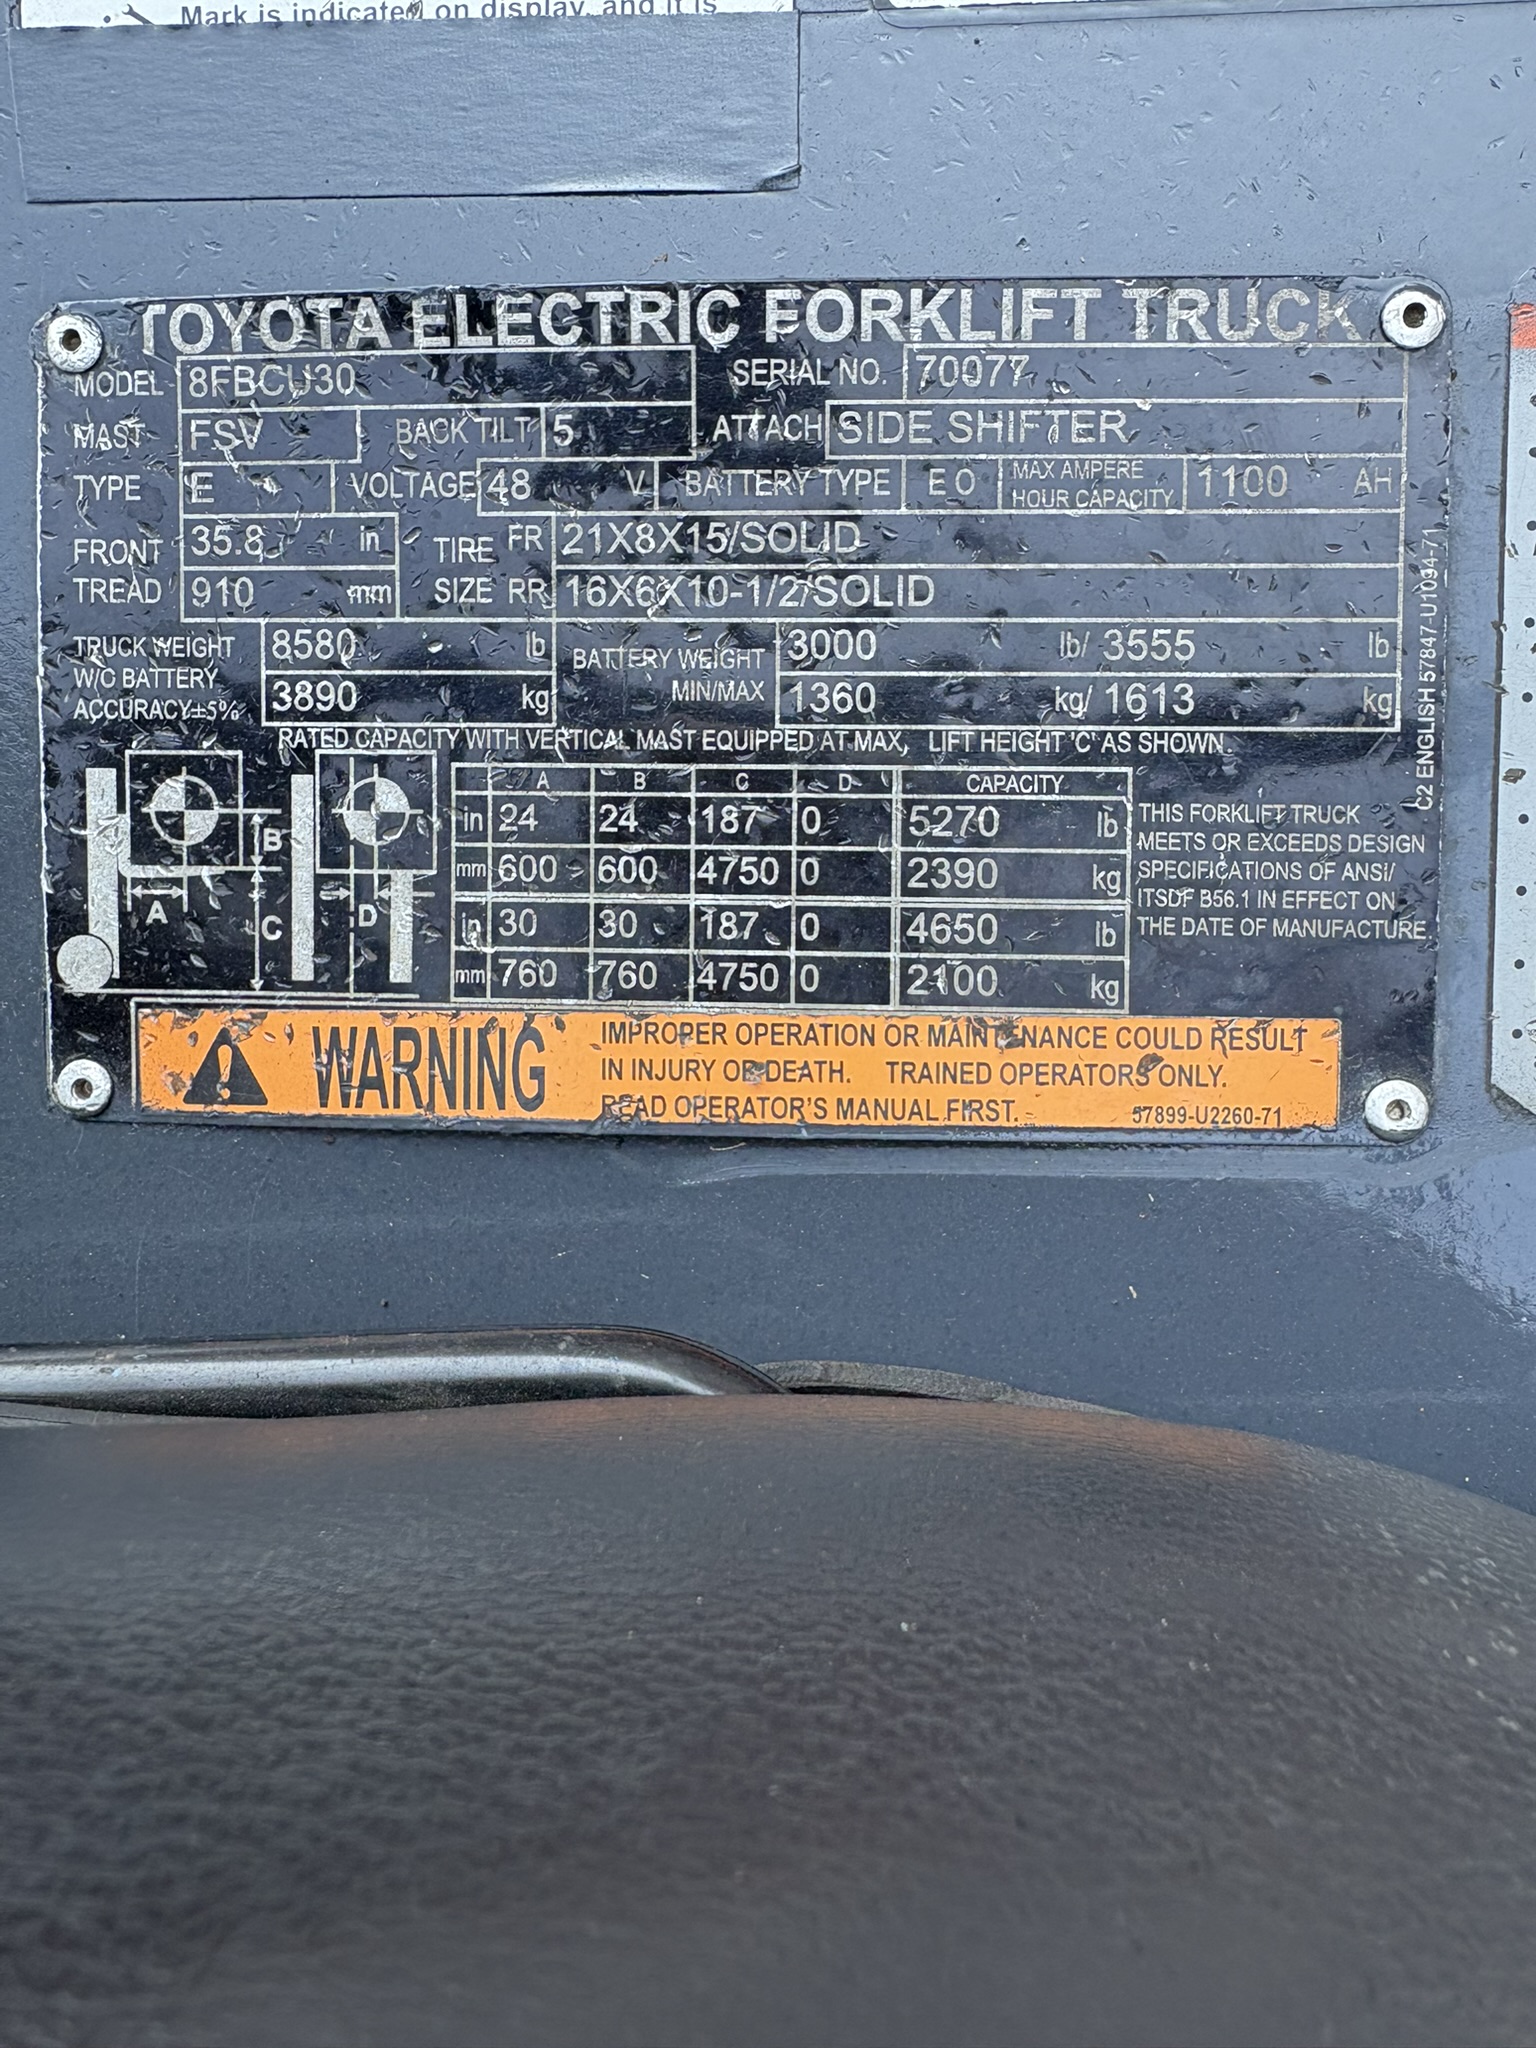 Mark is indicated on display, and it is
TOYOTA ELECTRIC FORKLIFT TRUCK
MODEL 8FBCU30 SERIAL NO. 70077
MAST FSV BACK TILT 5 ATTACH SIDE SHIFTER
TYPE E VOLTAGE 48 V BATTERY TYPE E O MAX AMPERE HOUR CAPACITY 1100 AH
FRONT TREAD 35.8 in TIRE SIZE FR 21X8X15/SOLID
910 mm RR 16X6X10-1/2/SOLID
TRUCK WEIGHT W/O BATTERY ACCURACY±5% 8580 lb BATTERY WEIGHT MIN/MAX 3000 lb/ 3555 lb
3890 kg 1360 kg/ 1613 kg
RATED CAPACITY WITH VERTICAL MAST EQUIPPED AT MAX, LIFT HEIGHT 'C' AS SHOWN.
A B C D
A B C D CAPACITY
in 24 24 187 0 5270 lb
mm 600 600 4750 0 2390 kg
in 30 30 187 0 4650 lb
mm 760 760 4750 0 2100 kg
THIS FORKLIFT TRUCK
MEETS OR EXCEEDS DESIGN
SPECIFICATIONS OF ANSI/
ITSDF B56.1 IN EFFECT ON
THE DATE OF MANUFACTURE.
C2 ENGLISH 57847-U1094-71
WARNING
IMPROPER OPERATION OR MAINTENANCE COULD RESULT
IN INJURY OR DEATH. TRAINED OPERATORS ONLY.
READ OPERATOR'S MANUAL FIRST. 57899-U2260-71